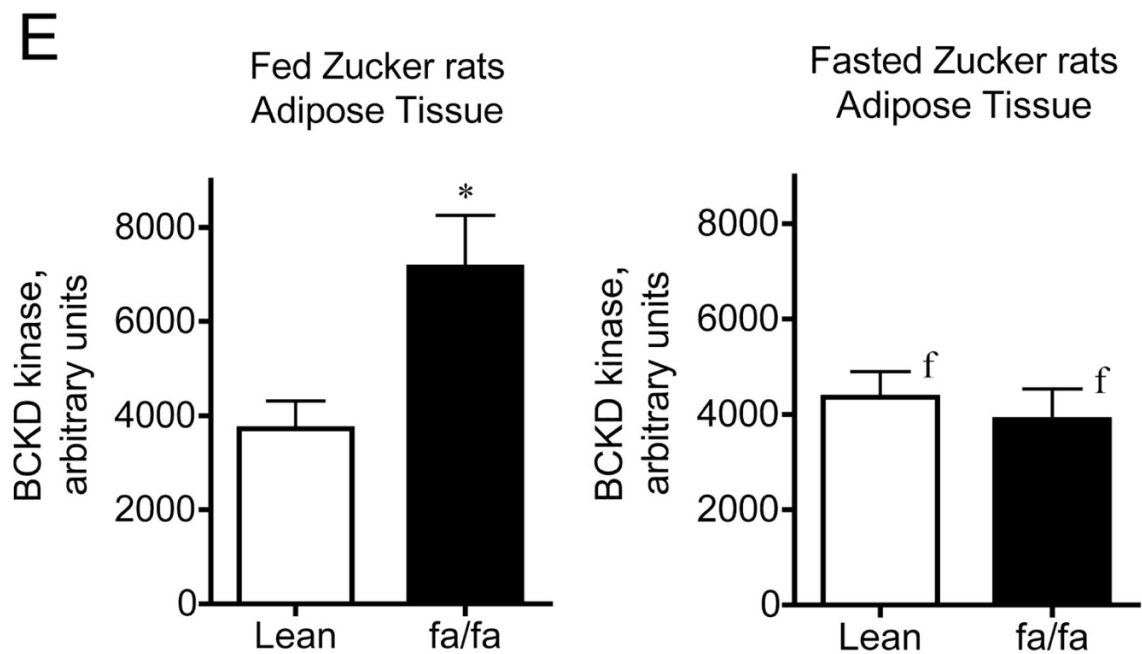 E
Fed Zucker rats
Adipose Tissue
BCKD kinase,
arbitrary units
8000
6000
4000
2000
0
*
Lean
fa/fa
Fasted Zucker rats
Adipose Tissue
BCKD kinase,
arbitrary units
8000
6000
4000
2000
0
f
f
Lean
fa/fa